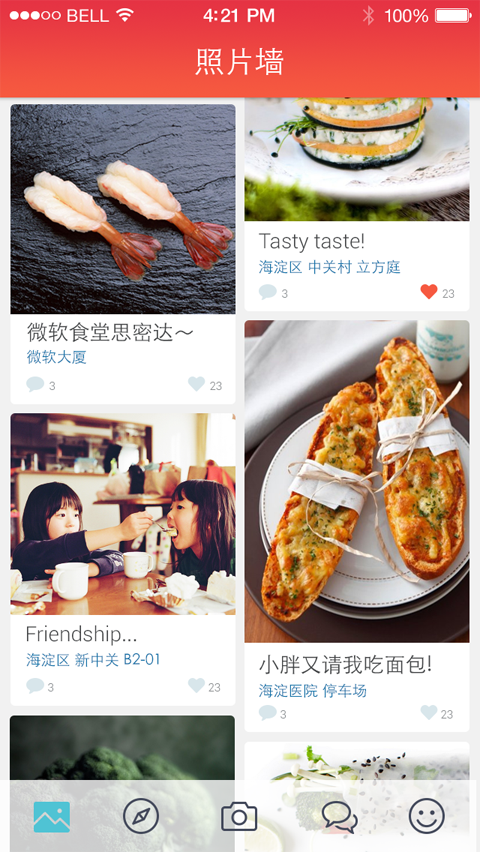 BELL 4:21 PM 100%
照片墙
微软食堂思密达～
微软大厦
3 23
Friendship...
海淀区 新中关 B2-01
3 23
Tasty taste!
海淀区 中关村 立方庭
3 23
小胖又请我吃面包!
海淀医院 停车场
3 23